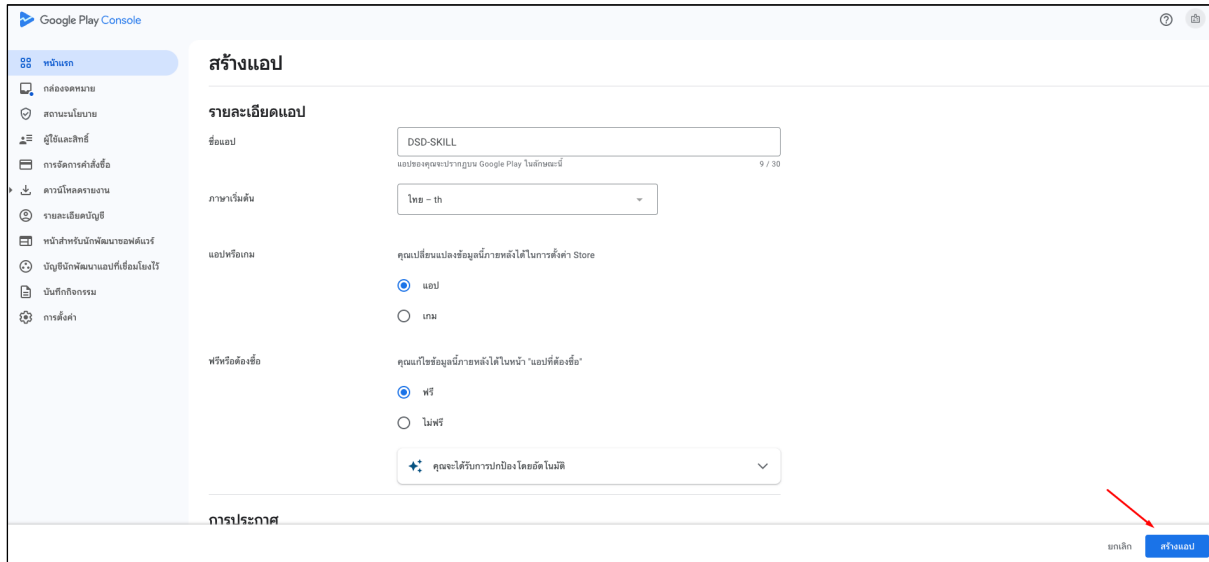 Google Play Console
หน้าแรก
กล่องจดหมาย
สถานะนโยบาย
ผู้ใช้และสิทธิ์
การจัดการคำสั่งซื้อ
ดาวน์โหลดรายงาน
รายละเอียดบัญชี
หน้าสำหรับนักพัฒนาซอฟต์แวร์
บัญชีนักพัฒนาแอปที่เชื่อมโยงไว้
บันทึกกิจกรรม
การตั้งค่า
สร้างแอป
รายละเอียดแอป
ชื่อแอป
DSD-SKILL
แอปของคุณจะปรากฏบน Google Play ในลักษณะนี้ 9 / 30
ภาษาเริ่มต้น
ไทย – th
แอปหรือเกม
คุณเปลี่ยนแปลงข้อมูลนี้ภายหลังได้ในการตั้งค่า Store
แอป
เกม
ฟรีหรือต้องซื้อ
คุณแก้ไขข้อมูลนี้ภายหลังได้ในหน้า "แอปที่ต้องซื้อ"
ฟรี
ไม่ฟรี
คุณจะได้รับการปกป้องโดยอัตโนมัติ
การประกาศ
ยกเลิก สร้างแอป